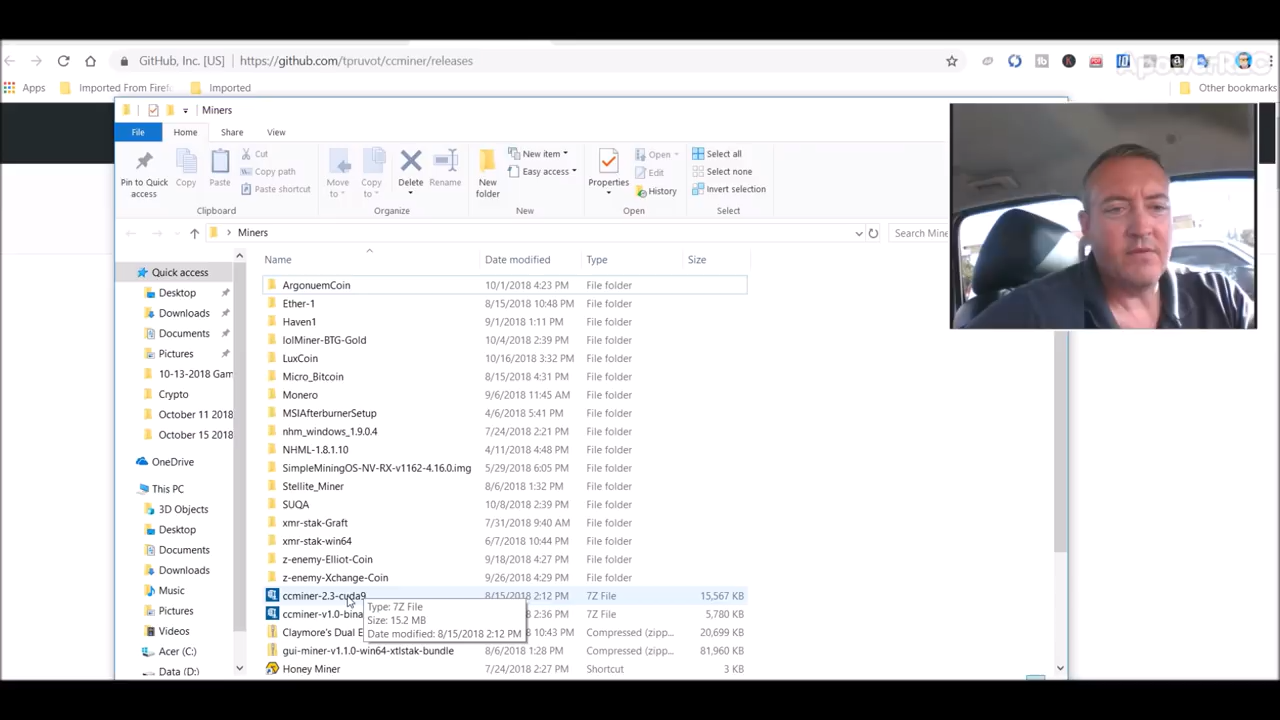 GitHub, Inc. [US] https://github.com/tpruvot/ccminer/releases
ApowerREC
Apps Imported From Firef Imported Other bookmarks
Miners
File Home Share View
Pin to Quick access
Copy
Paste
Cut
Copy path
Paste shortcut
Clipboard
Move to
Copy to
Delete
Rename
Organize
New folder
New item
Easy access
New
Properties
Open
Edit
History
Open
Select all
Select none
Invert selection
Select
Miners
Search Mine
Quick access
Desktop
Downloads
Documents
Pictures
10-13-2018 Gam
Crypto
October 11 2018
October 15 2018
OneDrive
This PC
3D Objects
Desktop
Documents
Downloads
Music
Pictures
Videos
Acer (C:)
Data (D:)
Name Date modified Type Size
ArgonuemCoin 10/1/2018 4:23 PM File folder
Ether-1 8/15/2018 10:48 PM File folder
Haven1 9/1/2018 1:11 PM File folder
lolMiner-BTG-Gold 10/4/2018 2:39 PM File folder
LuxCoin 10/16/2018 3:32 PM File folder
Micro_Bitcoin 8/15/2018 4:31 PM File folder
Monero 9/6/2018 11:45 AM File folder
MSIAfterburnerSetup 4/6/2018 5:41 PM File folder
nhm_windows_1.9.0.4 7/24/2018 2:21 PM File folder
NHML-1.8.1.10 4/11/2018 4:48 PM File folder
SimpleMiningOS-NV-RX-v1162-4.16.0.img 5/29/2018 6:05 PM File folder
Stellite_Miner 8/6/2018 1:32 PM File folder
SUQA 10/8/2018 2:39 PM File folder
xmr-stak-Graft 7/31/2018 9:40 AM File folder
xmr-stak-win64 6/7/2018 10:44 PM File folder
z-enemy-Elliot-Coin 9/18/2018 4:27 PM File folder
z-enemy-Xchange-Coin 9/26/2018 4:29 PM File folder
ccminer-2.3-cuda9 8/15/2018 2:12 PM 7Z File 15,567 KB
ccminer-v1.0-bina 2:36 PM 7Z File 5,780 KB
Claymore's Dual E 10:43 PM Compressed (zipp... 20,699 KB
gui-miner-v1.1.0-win64-xtlstak-bundle 8/6/2018 1:28 PM Compressed (zipp... 81,960 KB
Honey Miner 7/24/2018 2:27 PM Shortcut 3 KB
Type: 7Z File
Size: 15.2 MB
Date modified: 8/15/2018 2:12 PM